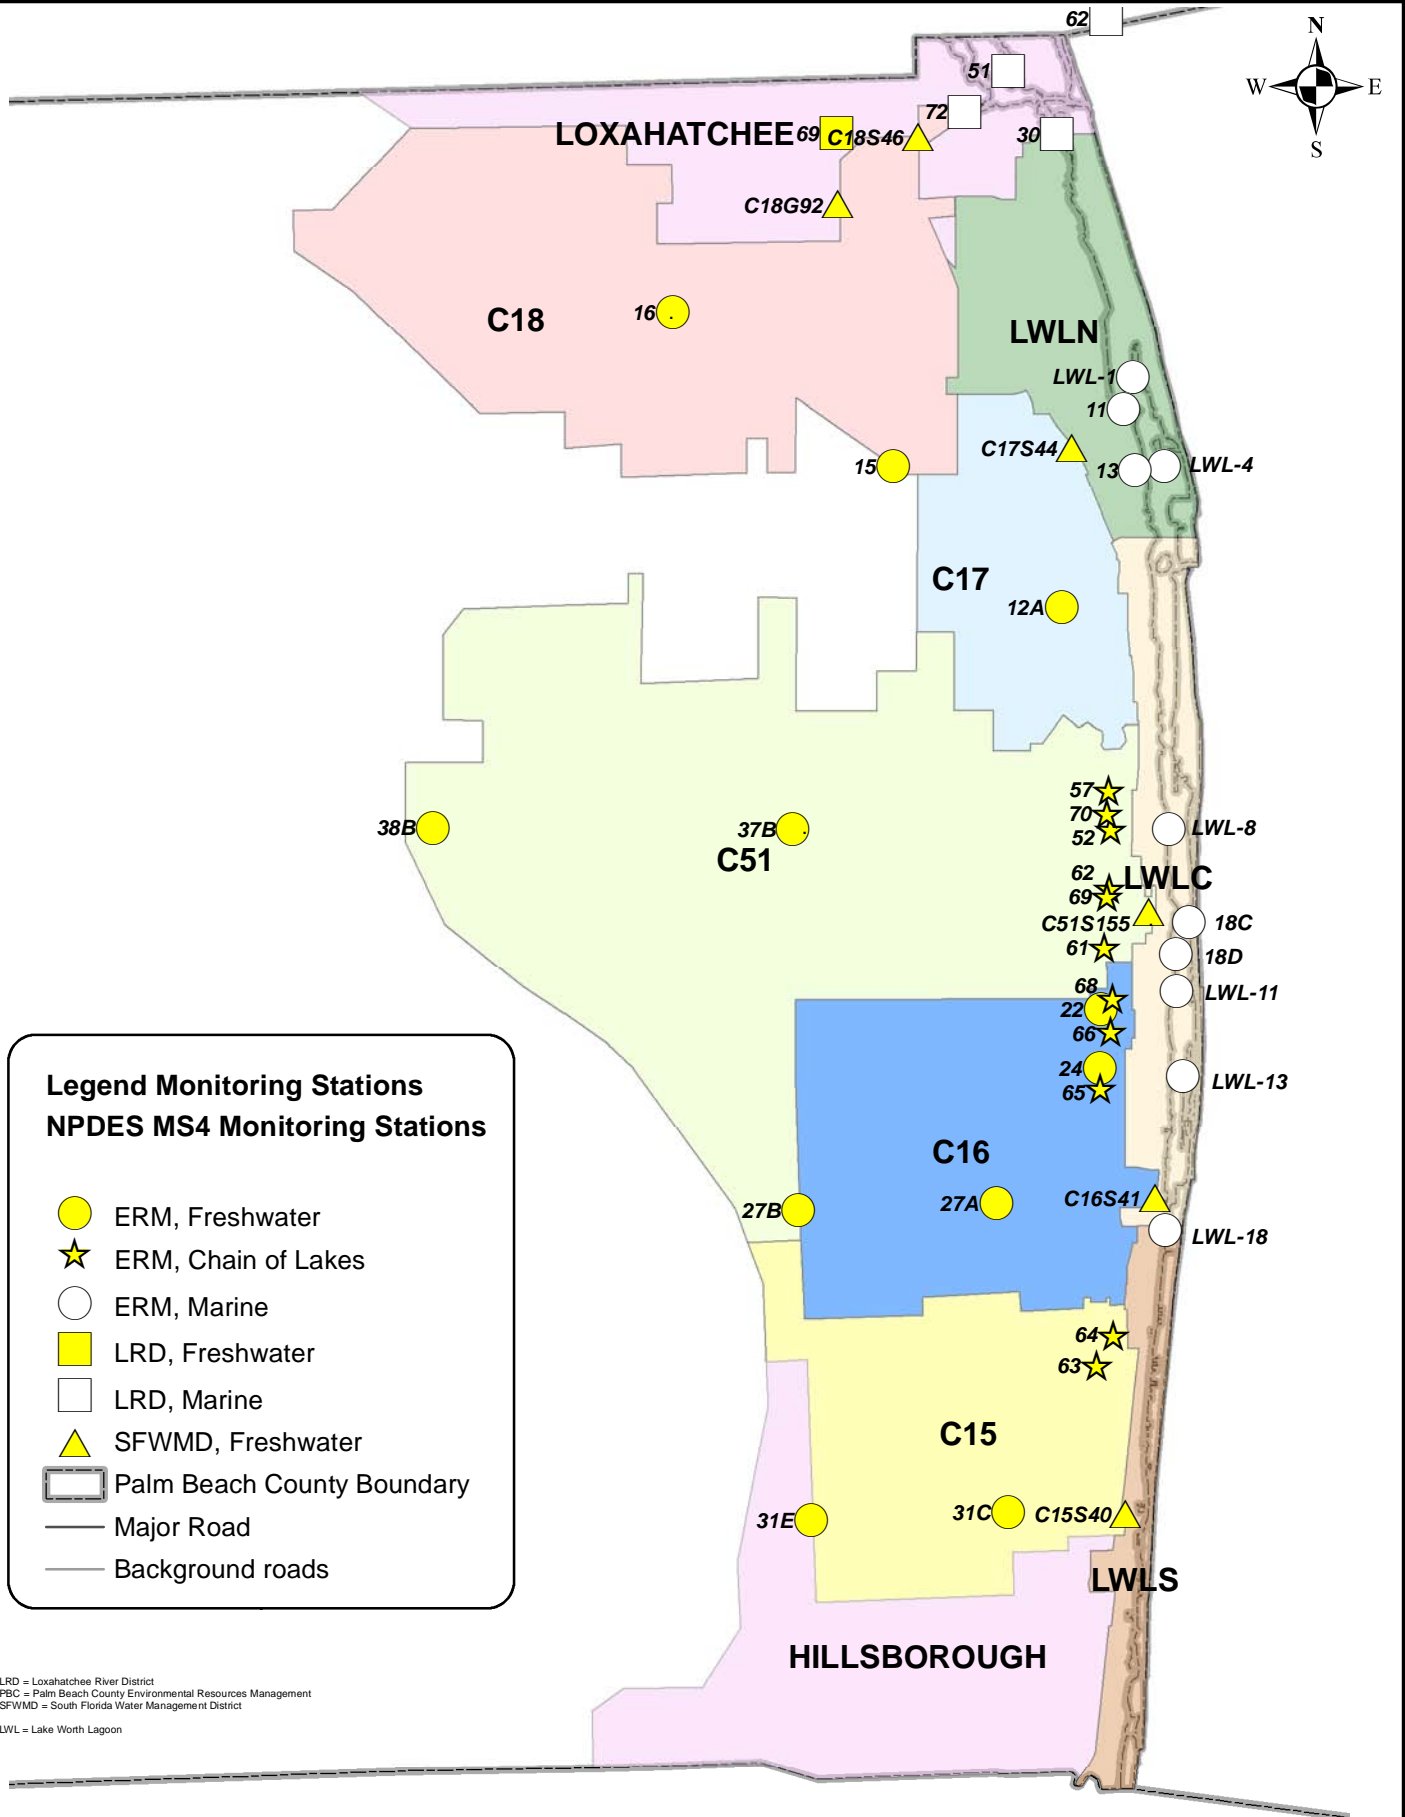 62
N
W
E
S
51
72
LOXAHATCHEE
69
C18S46
30
C18G92
16
C18
LWLN
LWL-1
11
C17S44
15
13
LWL-4
C17
12A
57
70
52
38B
37B
C51
LWL-8
62
LWLC
69
C51S155
18C
61
18D
68
LWL-11
22
66
24
65
LWL-13
C16
27B
27A
C16S41
LWL-18
64
63
C15
31E
31C
C15S40
LWLS
HILLSBOROUGH
Legend Monitoring Stations
NPDES MS4 Monitoring Stations
ERM, Freshwater
ERM, Chain of Lakes
ERM, Marine
LRD, Freshwater
LRD, Marine
SFWMD, Freshwater
Palm Beach County Boundary
Major Road
Background roads
LRD = Loxahatchee River District
PBC = Palm Beach County Environmental Resources Management
SFWMD = South Florida Water Management District
LWL = Lake Worth Lagoon